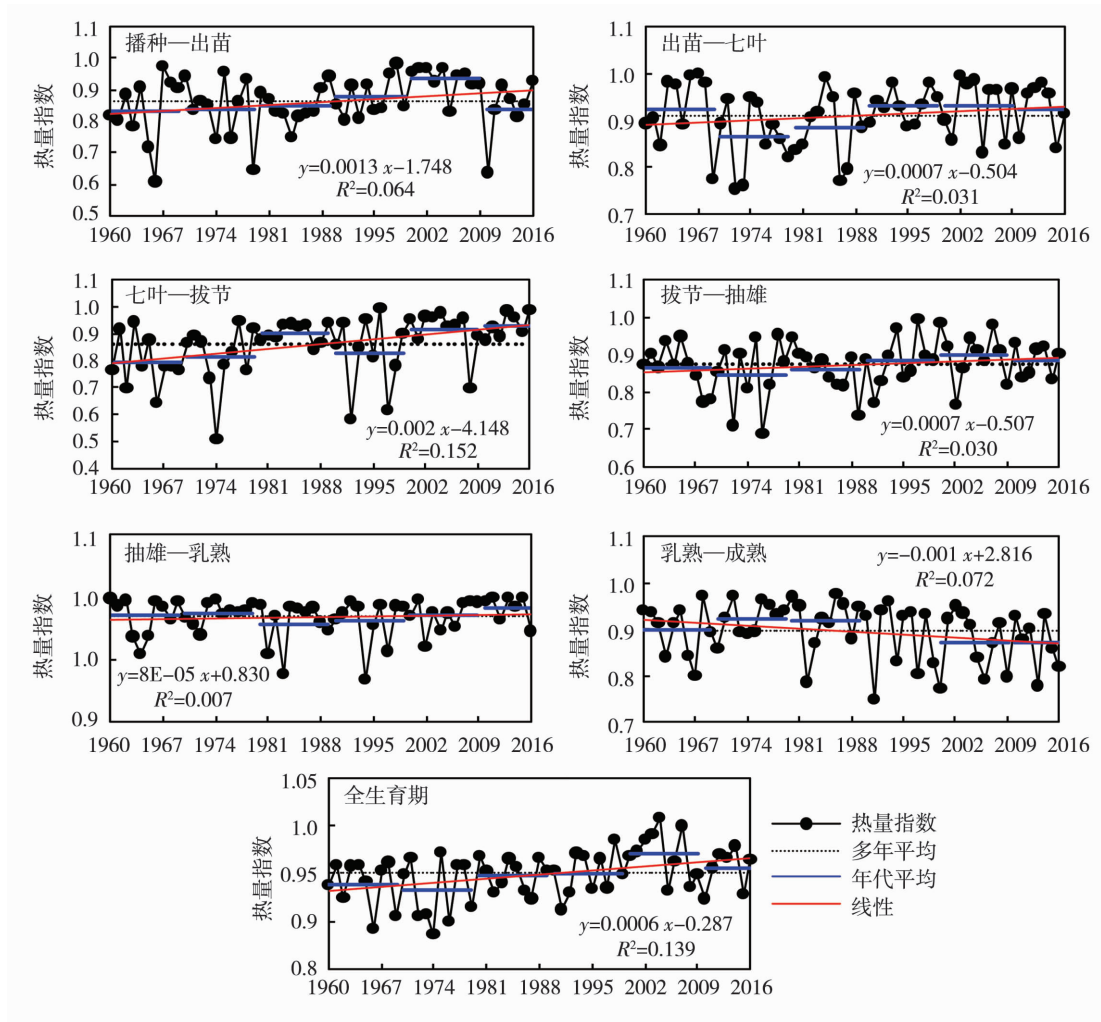 播种—出苗
1.1
1.0
0.9
0.8
0.7
0.6
0.5
热量指数
y=0.0013 x−1.748
R²=0.064
1960 1967 1974 1981 1988 1995 2002 2009 2016
出苗—七叶
1.1
1.0
0.9
0.8
0.7
热量指数
y=0.0007 x−0.504
R²=0.031
1960 1967 1974 1981 1988 1995 2002 2009 2016
七叶—拔节
1.1
1.0
0.9
0.8
0.7
0.6
0.5
0.4
热量指数
y=0.002 x−4.148
R²=0.152
1960 1967 1974 1981 1988 1995 2002 2009 2016
拔节—抽雄
1.1
1.0
0.9
0.8
0.7
0.6
热量指数
y=0.0007 x−0.507
R²=0.030
1960 1967 1974 1981 1988 1995 2002 2009 2016
抽雄—乳熟
1.1
1.0
1.0
0.9
热量指数
y=8E−05 x+0.830
R²=0.007
1960 1967 1974 1981 1988 1995 2002 2009 2016
乳熟—成熟
1.1
1.0
0.9
0.8
0.7
热量指数
y=−0.001 x+2.816
R²=0.072
1960 1967 1974 1981 1988 1995 2002 2009 2016
全生育期
1.05
1.0
0.95
0.9
0.8
热量指数
y=0.0006 x−0.287
R²=0.139
1960 1967 1974 1981 1988 1995 2002 2009 2016
热量指数
多年平均
年代平均
线性